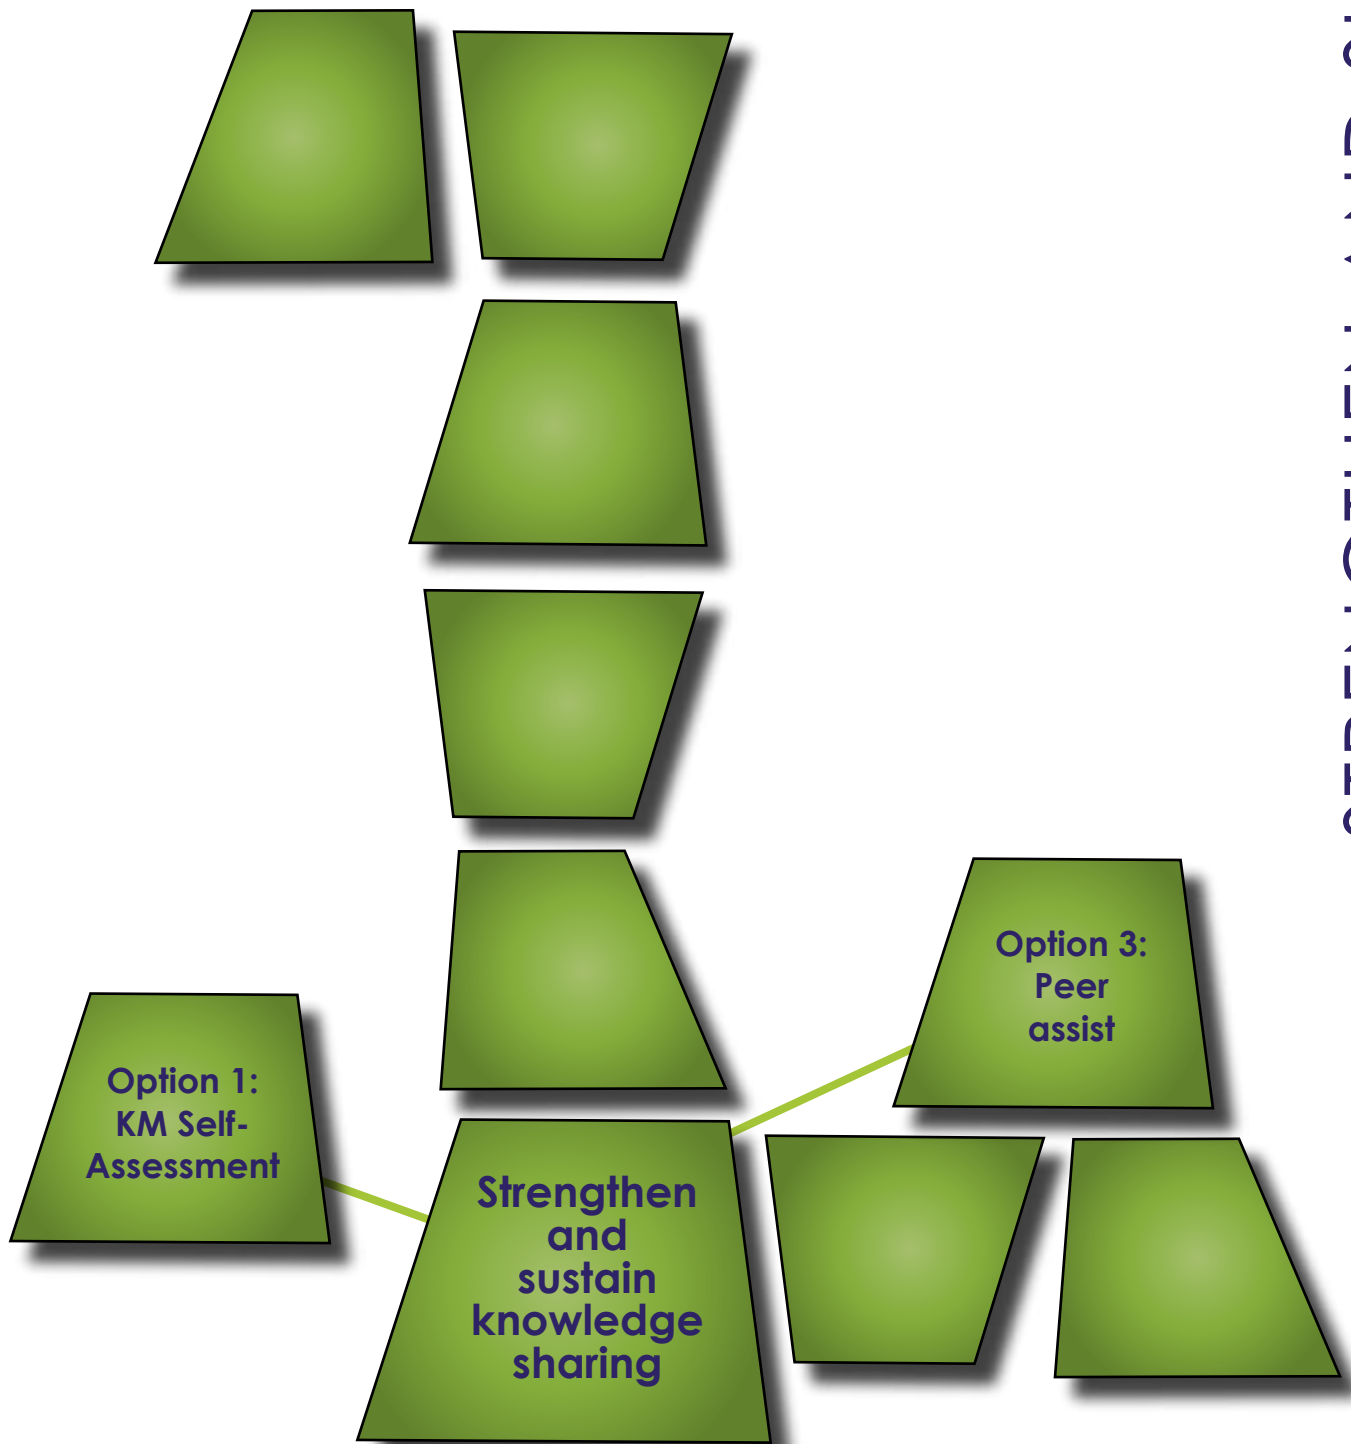 Option 3:
Peer
assist
Option 1:
KM Self-
Assessment
Strengthen
and
sustain
knowledge
sharing